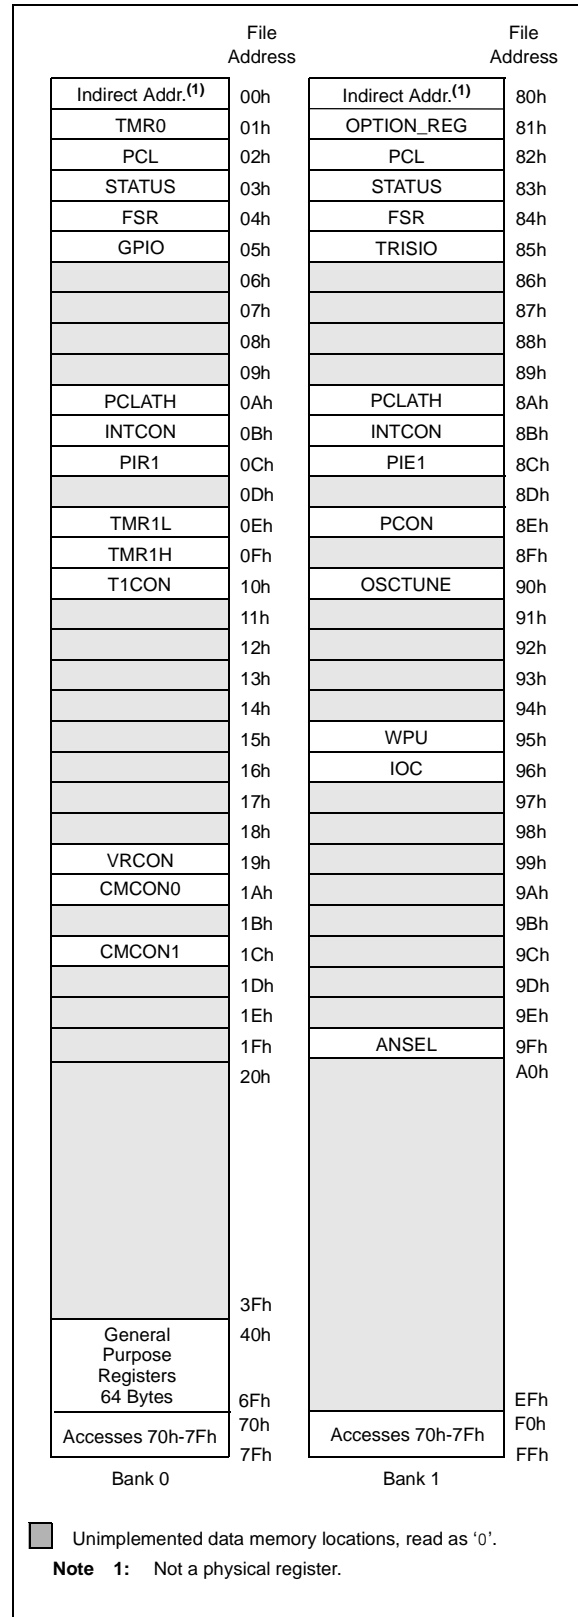 File Address File Address
Indirect Addr.(1) 00h Indirect Addr.(1) 80h
TMR0 01h OPTION_REG 81h
PCL 02h PCL 82h
STATUS 03h STATUS 83h
FSR 04h FSR 84h
GPIO 05h TRISIO 85h
06h 86h
07h 87h
08h 88h
09h 89h
PCLATH 0Ah PCLATH 8Ah
INTCON 0Bh INTCON 8Bh
PIR1 0Ch PIE1 8Ch
0Dh 8Dh
TMR1L 0Eh PCON 8Eh
TMR1H 0Fh 8Fh
T1CON 10h OSCTUNE 90h
11h 91h
12h 92h
13h 93h
14h 94h
15h WPU 95h
16h IOC 96h
17h 97h
18h 98h
VRCON 19h 99h
CMCON0 1Ah 9Ah
1Bh 9Bh
CMCON1 1Ch 9Ch
1Dh 9Dh
1Eh 9Eh
1Fh ANSEL 9Fh
20h A0h
3Fh
General 40h
Purpose
Registers
64 Bytes 6Fh EFh
70h F0h
Accesses 70h-7Fh Accesses 70h-7Fh
7Fh FFh
Bank 0 Bank 1
Unimplemented data memory locations, read as ‘0’.
Note 1: Not a physical register.